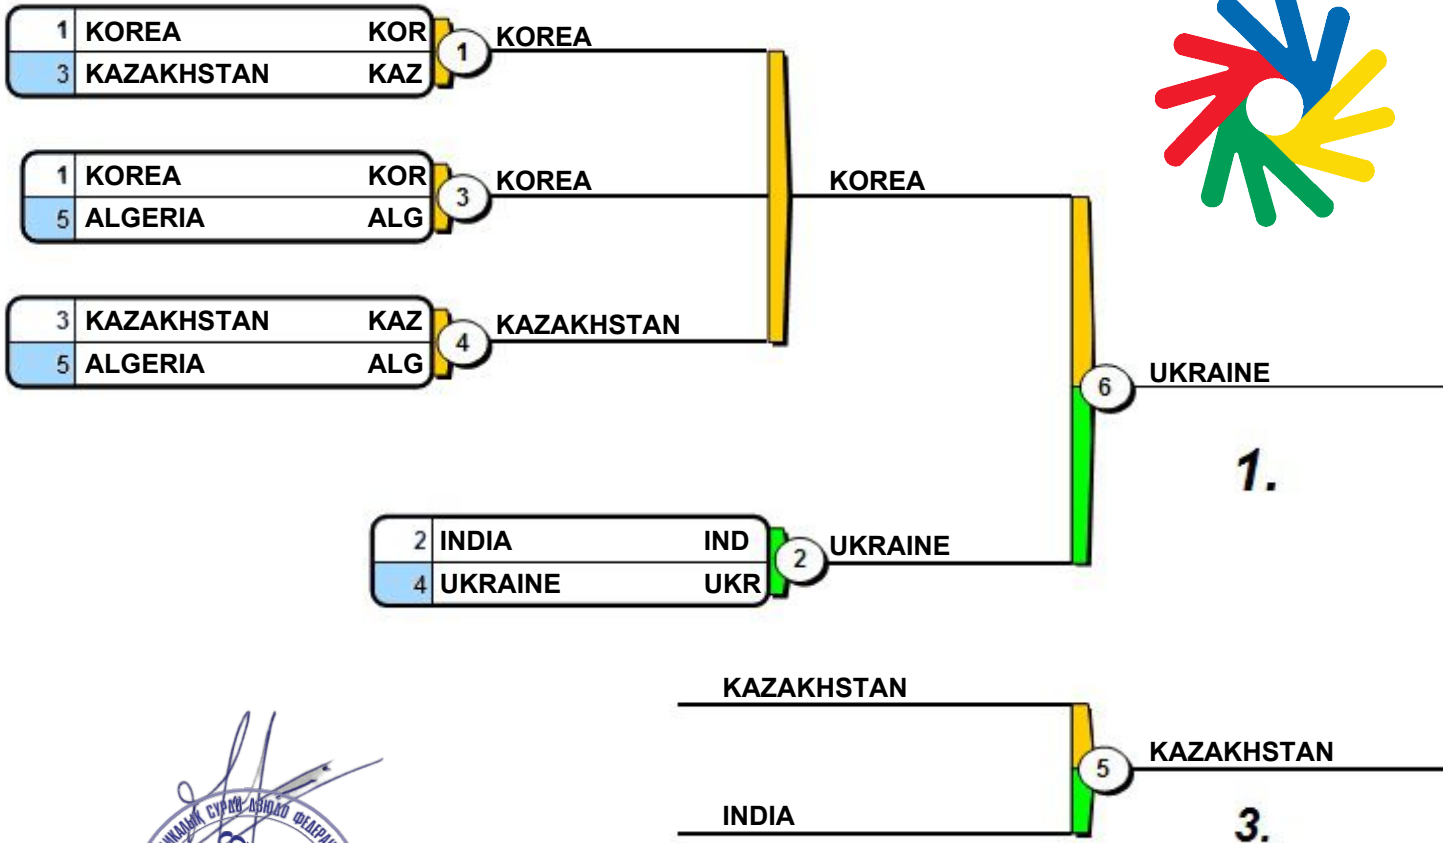 1 KOREA KOR
3 KAZAKHSTAN KAZ
1 KOREA
1 KOREA KOR
5 ALGERIA ALG
3 KOREA
KOREA
3 KAZAKHSTAN KAZ
5 ALGERIA ALG
4 KAZAKHSTAN
6 UKRAINE
1.
2 INDIA IND
4 UKRAINE UKR
2 UKRAINE
KAZAKHSTAN
5 KAZAKHSTAN
INDIA
3.
СУРДО ДЗЮДО